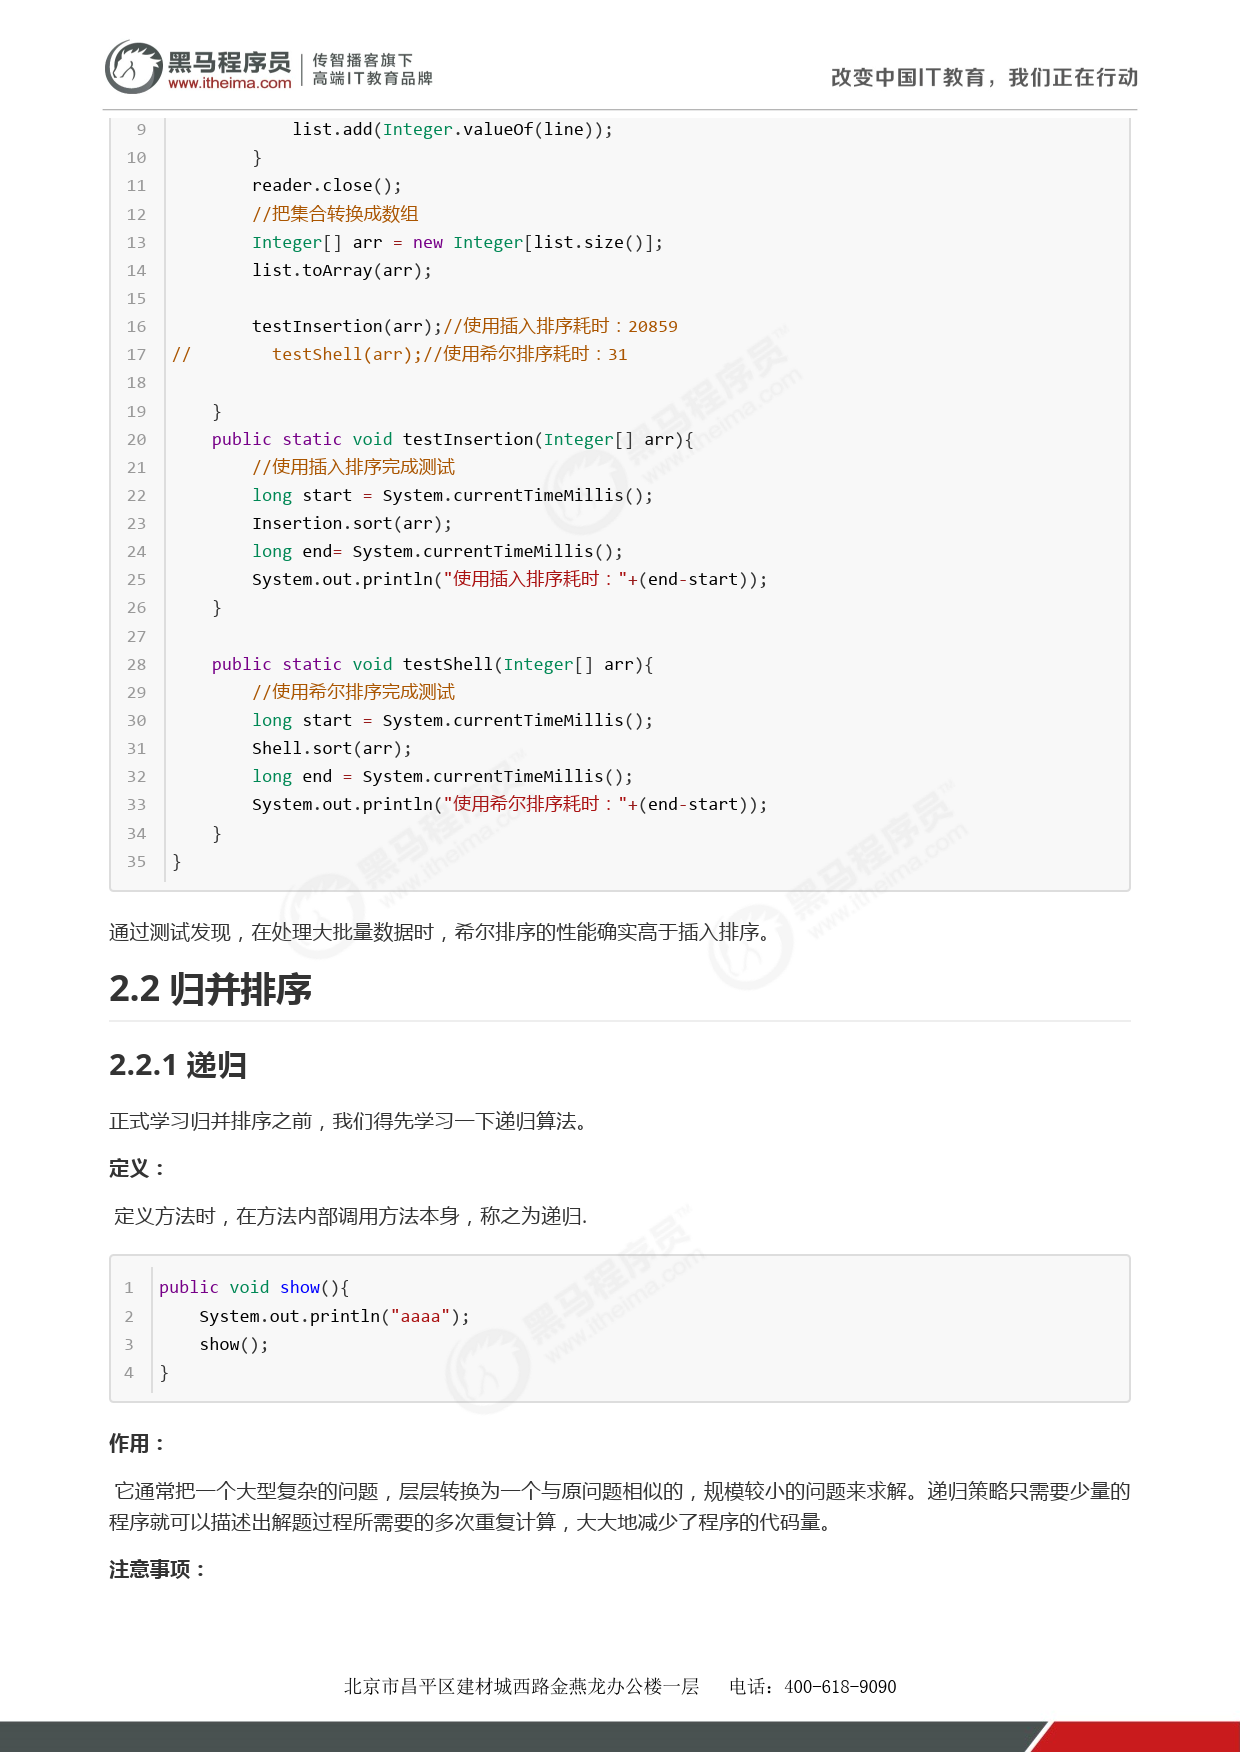 黑马程序员 传智播客旗下
www.itheima.com 高端IT教育品牌
改变中国IT教育，我们正在行动
9             list.add(Integer.valueOf(line));
10         }
11         reader.close();
12         //把集合转换成数组
13         Integer[] arr = new Integer[list.size()];
14         list.toArray(arr);
15
16         testInsertion(arr);//使用插入排序耗时：20859
17 //        testShell(arr);//使用希尔排序耗时：31
18
19     }
20     public static void testInsertion(Integer[] arr){
21         //使用插入排序完成测试
22         long start = System.currentTimeMillis();
23         Insertion.sort(arr);
24         long end= System.currentTimeMillis();
25         System.out.println("使用插入排序耗时："+(end-start));
26     }
27
28     public static void testShell(Integer[] arr){
29         //使用希尔排序完成测试
30         long start = System.currentTimeMillis();
31         Shell.sort(arr);
32         long end = System.currentTimeMillis();
33         System.out.println("使用希尔排序耗时："+(end-start));
34     }
35 }
通过测试发现，在处理大批量数据时，希尔排序的性能确实高于插入排序。
2.2 归并排序
2.2.1 递归
正式学习归并排序之前，我们得先学习一下递归算法。
定义：
定义方法时，在方法内部调用方法本身，称之为递归.
1 public void show(){
2     System.out.println("aaaa");
3     show();
4 }
作用：
它通常把一个大型复杂的问题，层层转换为一个与原问题相似的，规模较小的问题来求解。递归策略只需要少量的
程序就可以描述出解题过程所需要的多次重复计算，大大地减少了程序的代码量。
注意事项：
北京市昌平区建材城西路金燕龙办公楼一层 电话：400-618-9090